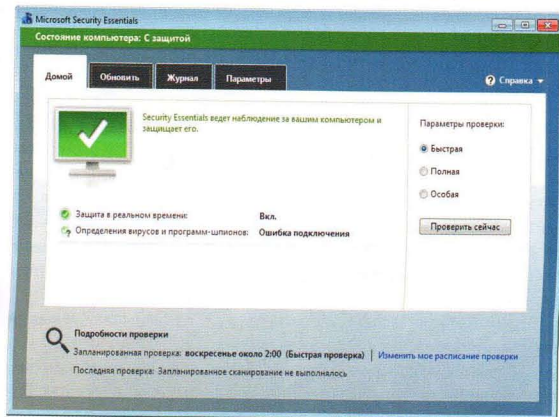 Microsoft Security Essentials
Состояние компьютера: С защитой
Домой Обновить Журнал Параметры Справка
Security Essentials ведет наблюдение за вашим компьютером и
защищает его.
Защита в реальном времени: Вкл.
Определения вирусов и программ-шпионов: Ошибка подключения
Параметры проверки:
Быстрая
Полная
Особая
Проверить сейчас
Подробности проверки
Запланированная проверка: воскресенье около 2:00 (Быстрая проверка) | Изменить мое расписание проверки
Последняя проверка: Запланированное сканирование не выполнялось